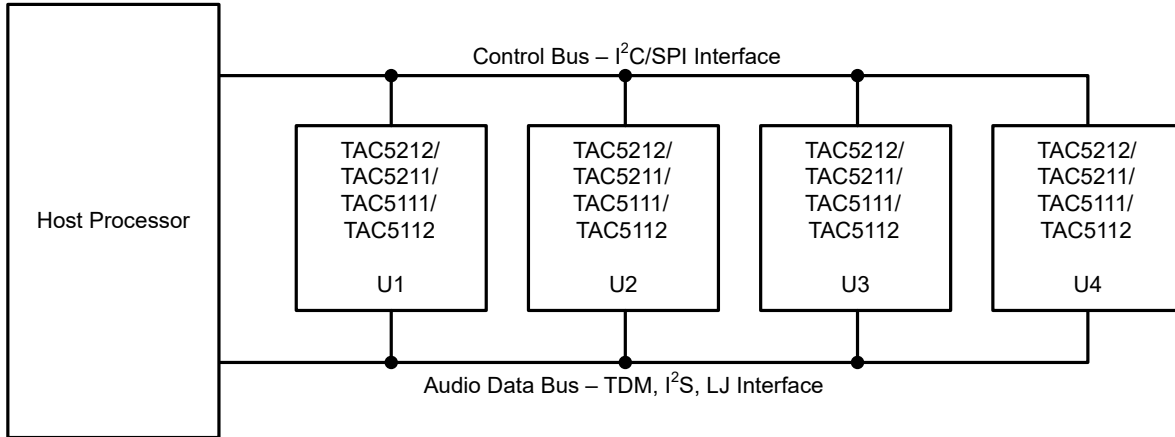 Control Bus – I²C/SPI Interface
Host Processor
TAC5212/
TAC5211/
TAC5111/
TAC5112
U1
TAC5212/
TAC5211/
TAC5111/
TAC5112
U2
TAC5212/
TAC5211/
TAC5111/
TAC5112
U3
TAC5212/
TAC5211/
TAC5111/
TAC5112
U4
Audio Data Bus – TDM, I²S, LJ Interface